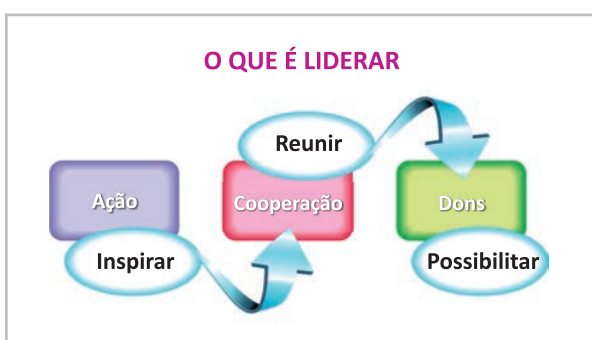 O QUE É LIDERAR
Reunir
Ação
Cooperação
Dons
Inspirar
Possibilitar